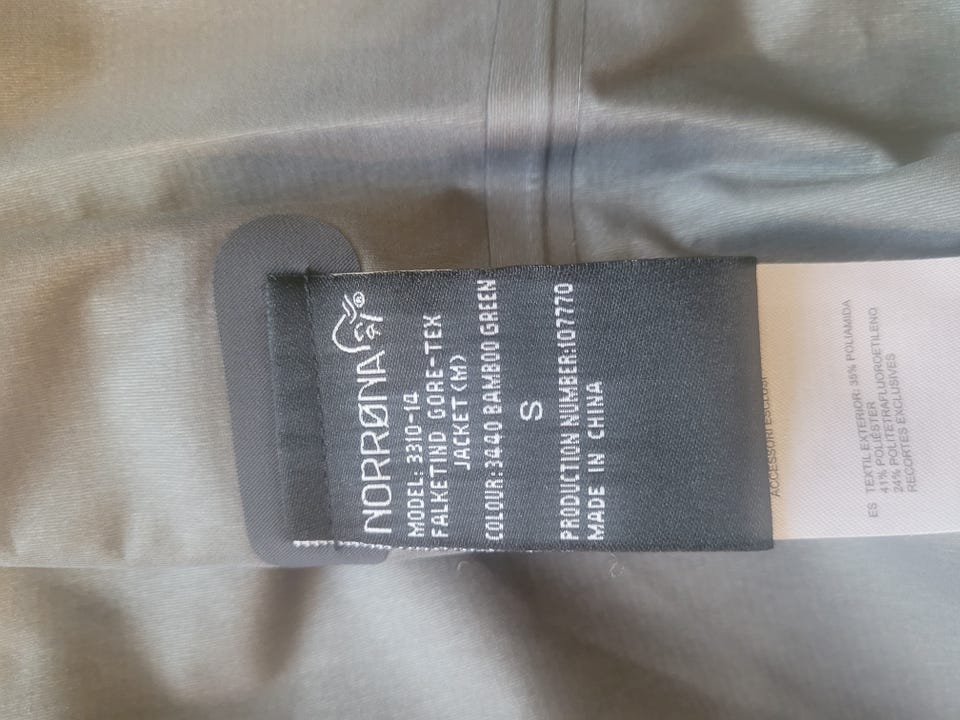 NORRØNA®
MODEL: 3310-14
FALKETIND GORE-TEX
JACKET (M)
COLOUR:3440 BAMBOO GREEN
S
PRODUCTION NUMBER:107770
MADE IN CHINA
ES TEXTIL EXTERIOR: 35% POLIAMIDA
41% POLIÉSTER
24% POLITETRAFLUOROETILENO
RECORTES EXCLUSIVES